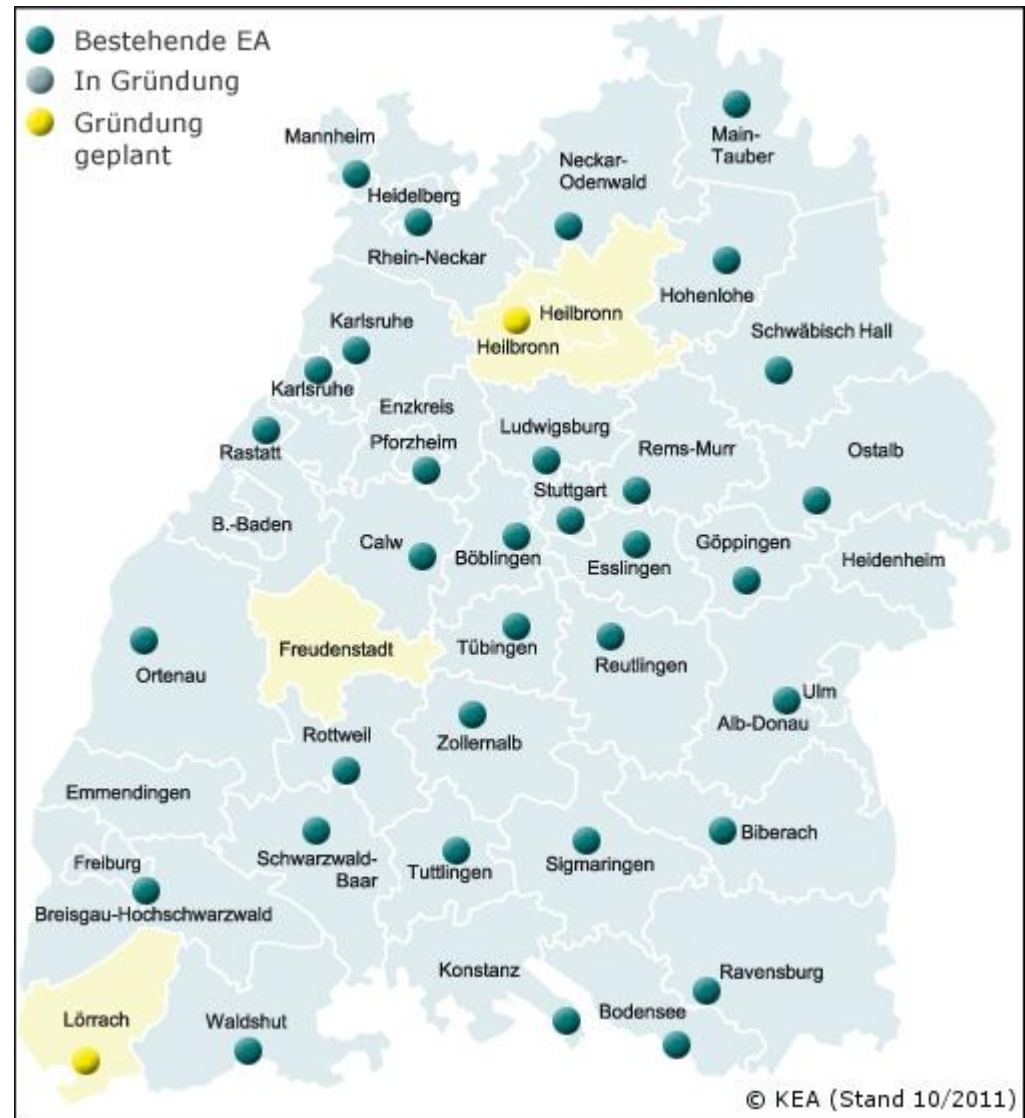 Bestehende EA
In Gründung
Gründung
geplant
Main-
Tauber
Mannheim
Neckar-
Odenwald
Heidelberg
Rhein-Neckar
Hohenlohe
Heilbronn
Heilbronn
Karlsruhe
Schwäbisch Hall
Karlsruhe
Enzkreis
Ludwigsburg
Pforzheim
Rems-Murr
Ostalb
Rastatt
Stuttgart
B.-Baden
Calw
Böblingen
Esslingen
Göppingen
Heidenheim
Freudenstadt
Tübingen
Reutlingen
Ortenau
Ulm
Alb-Donau
Rottweil
Zollernalb
Emmendingen
Biberach
Freiburg
Schwarzwald-
Baar
Tuttlingen
Sigmaringen
Breisgau-Hochschwarzwald
Konstanz
Ravensburg
Bodensee
Lörrach
Waldshut
© KEA (Stand 10/2011)